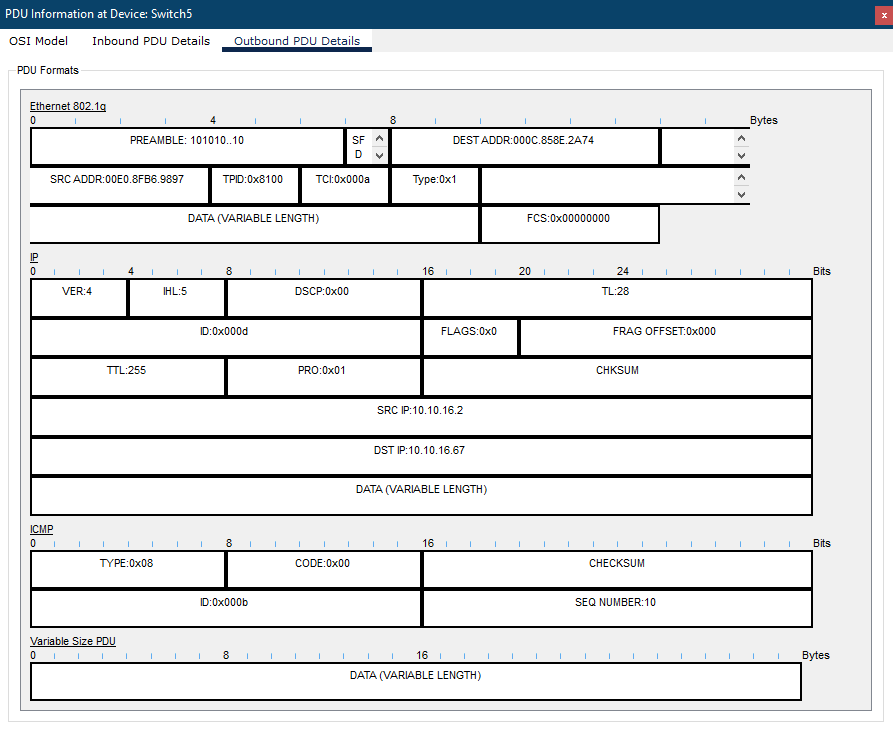 PDU Information at Device: Switch5
x
OSI Model Inbound PDU Details Outbound PDU Details
PDU Formats
Ethernet 802.1q
0 4 8 Bytes
PREAMBLE: 101010..10 SF D DEST ADDR:000C.858E.2A74
SRC ADDR:00E0.8FB6.9897 TPID:0x8100 TCI:0x000a Type:0x1
DATA (VARIABLE LENGTH) FCS:0x00000000
IP
0 4 8 16 20 24 Bits
VER:4 IHL:5 DSCP:0x00 TL:28
ID:0x000d FLAGS:0x0 FRAG OFFSET:0x000
TTL:255 PRO:0x01 CHKSUM
SRC IP:10.10.16.2
DST IP:10.10.16.67
DATA (VARIABLE LENGTH)
ICMP
0 8 16 Bits
TYPE:0x08 CODE:0x00 CHECKSUM
ID:0x000b SEQ NUMBER:10
Variable Size PDU
0 8 16 Bytes
DATA (VARIABLE LENGTH)